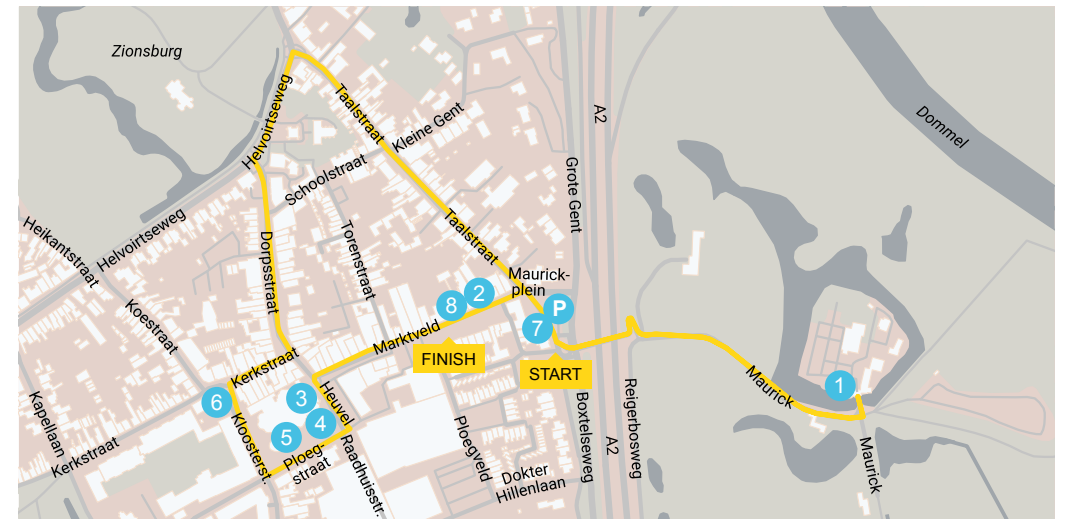 Zionsburg
Helvoirtseweg
Taalstraat
Kleine Gent
A2
Dommel
Schoolstraat
Grote Gent
Helvoirtseweg
Heikantstraat
Dorpsstraat
Torenstraat
Taalstraat
Maurick-
plein
Koestraat
8
2
P
7
Marktveld
FINISH
START
Kerkstraat
Maurick
1
6
3
Heuvel
4
5
Kloosterst.
Ploeg-
straat
Raadhuisstr.
Kapellaan
Kerkstraat
Ploegveld
Dokter
Hillenlaan
Boxtelseweg
A2
Reigerbosweg
Maurick